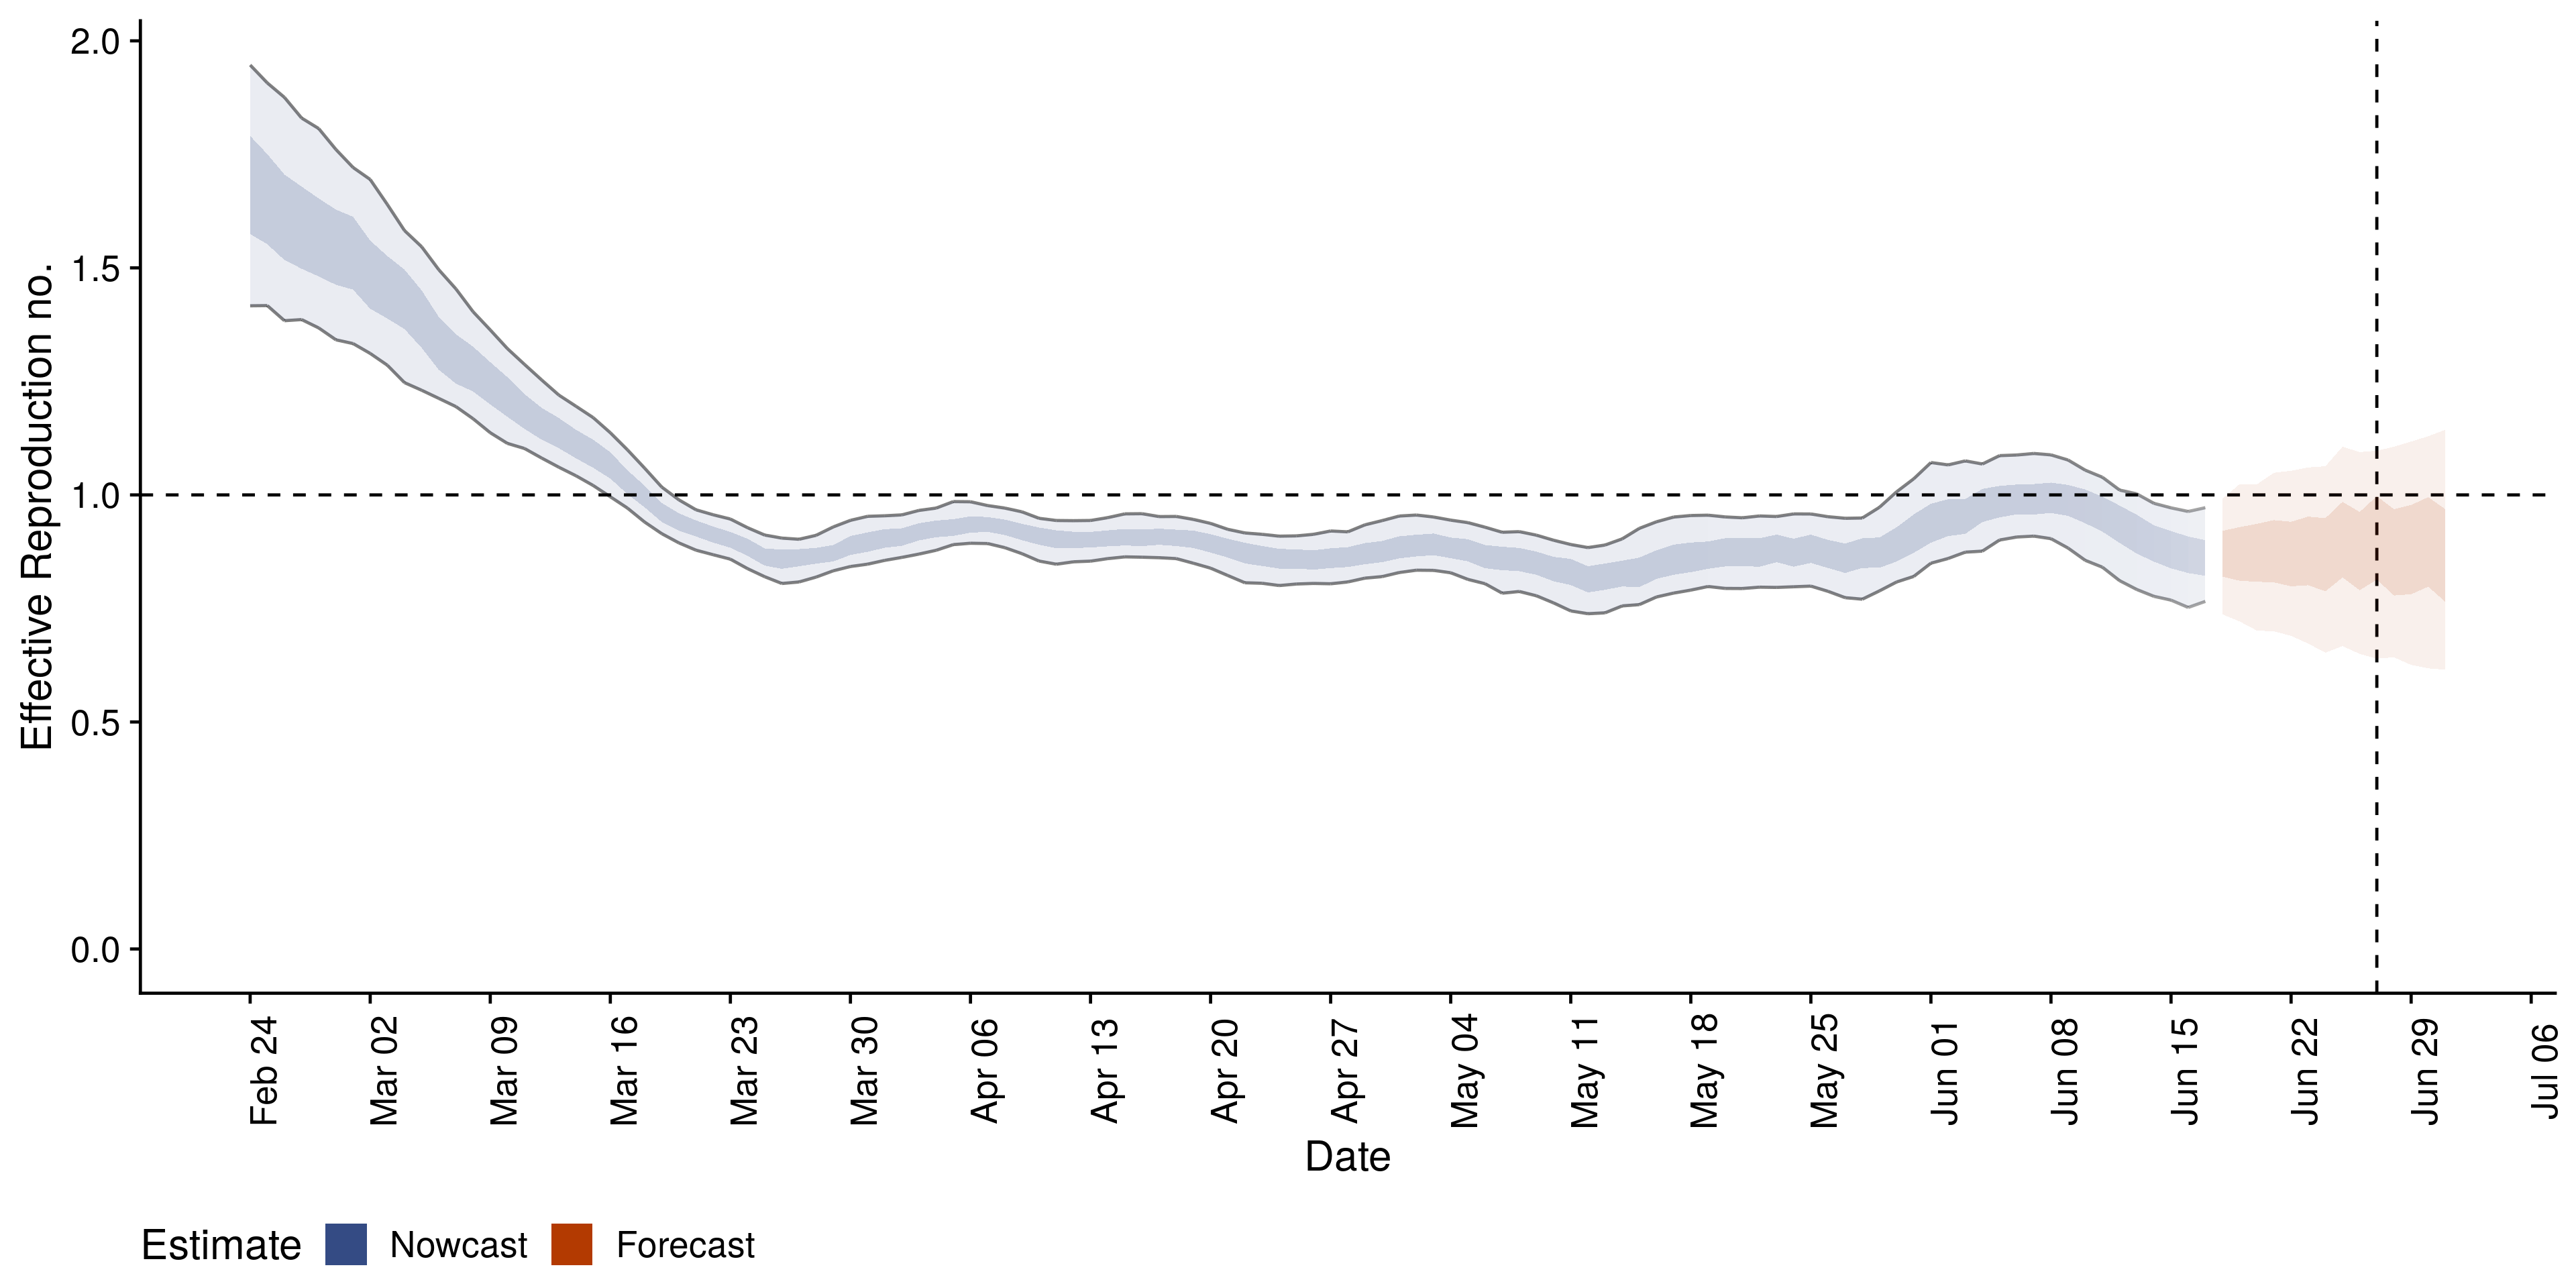 Effective Reproduction no.
2.0
1.5
1.0
0.5
0.0
Feb 24
Mar 02
Mar 09
Mar 16
Mar 23
Mar 30
Apr 06
Apr 13
Apr 20
Apr 27
May 04
May 11
May 18
May 25
Jun 01
Jun 08
Jun 15
Jun 22
Jun 29
Jul 06
Date
Estimate Nowcast Forecast